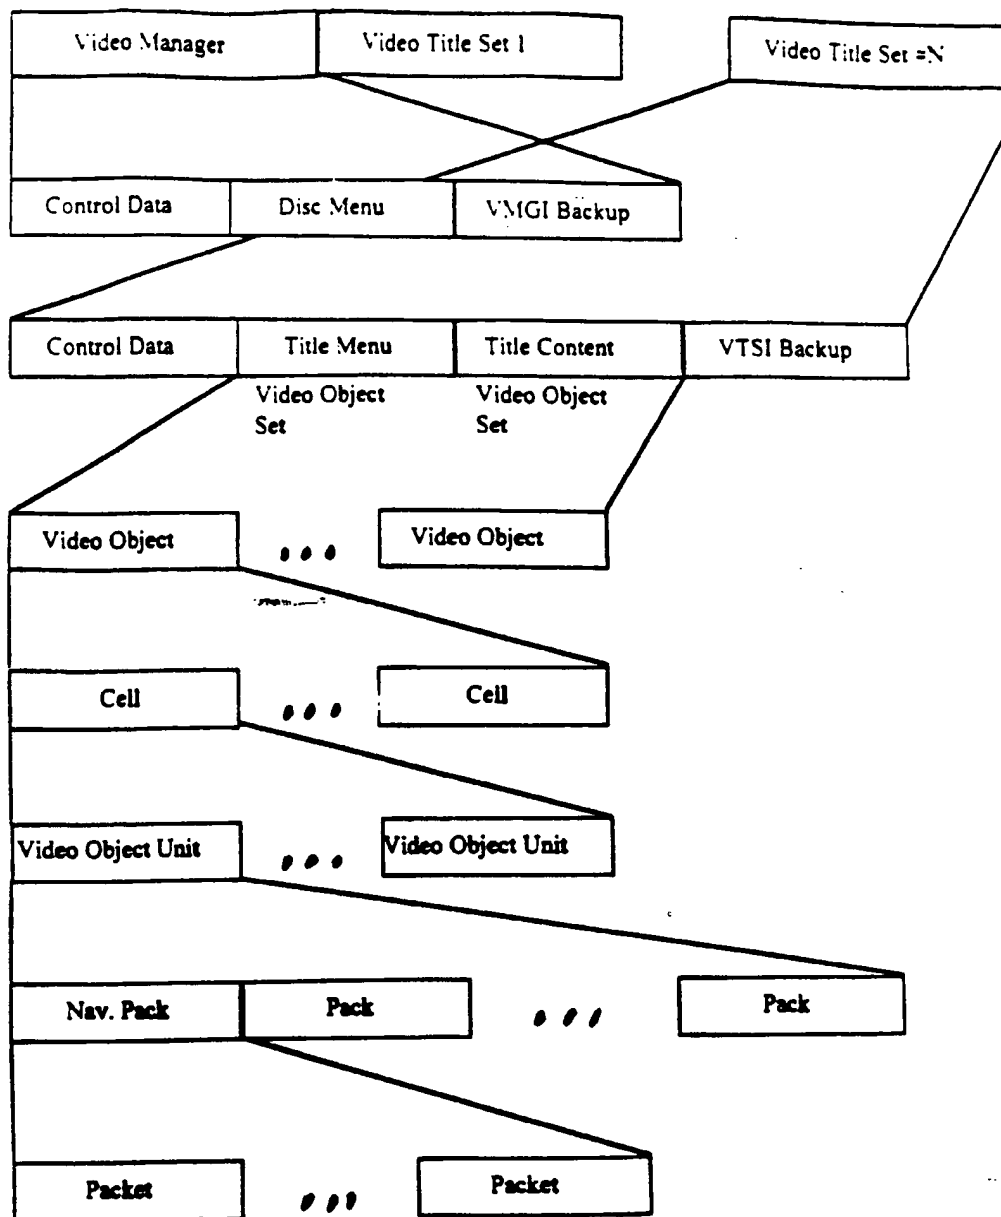 Video Manager
Video Title Set 1
Video Title Set =N
Control Data
Disc Menu
VMGI Backup
Control Data
Title Menu
Title Content
VTSI Backup
Video Object
Set
Video Object
Set
Video Object
Video Object
Cell
Cell
Video Object Unit
Video Object Unit
Nav. Pack
Pack
Pack
Packet
Packet